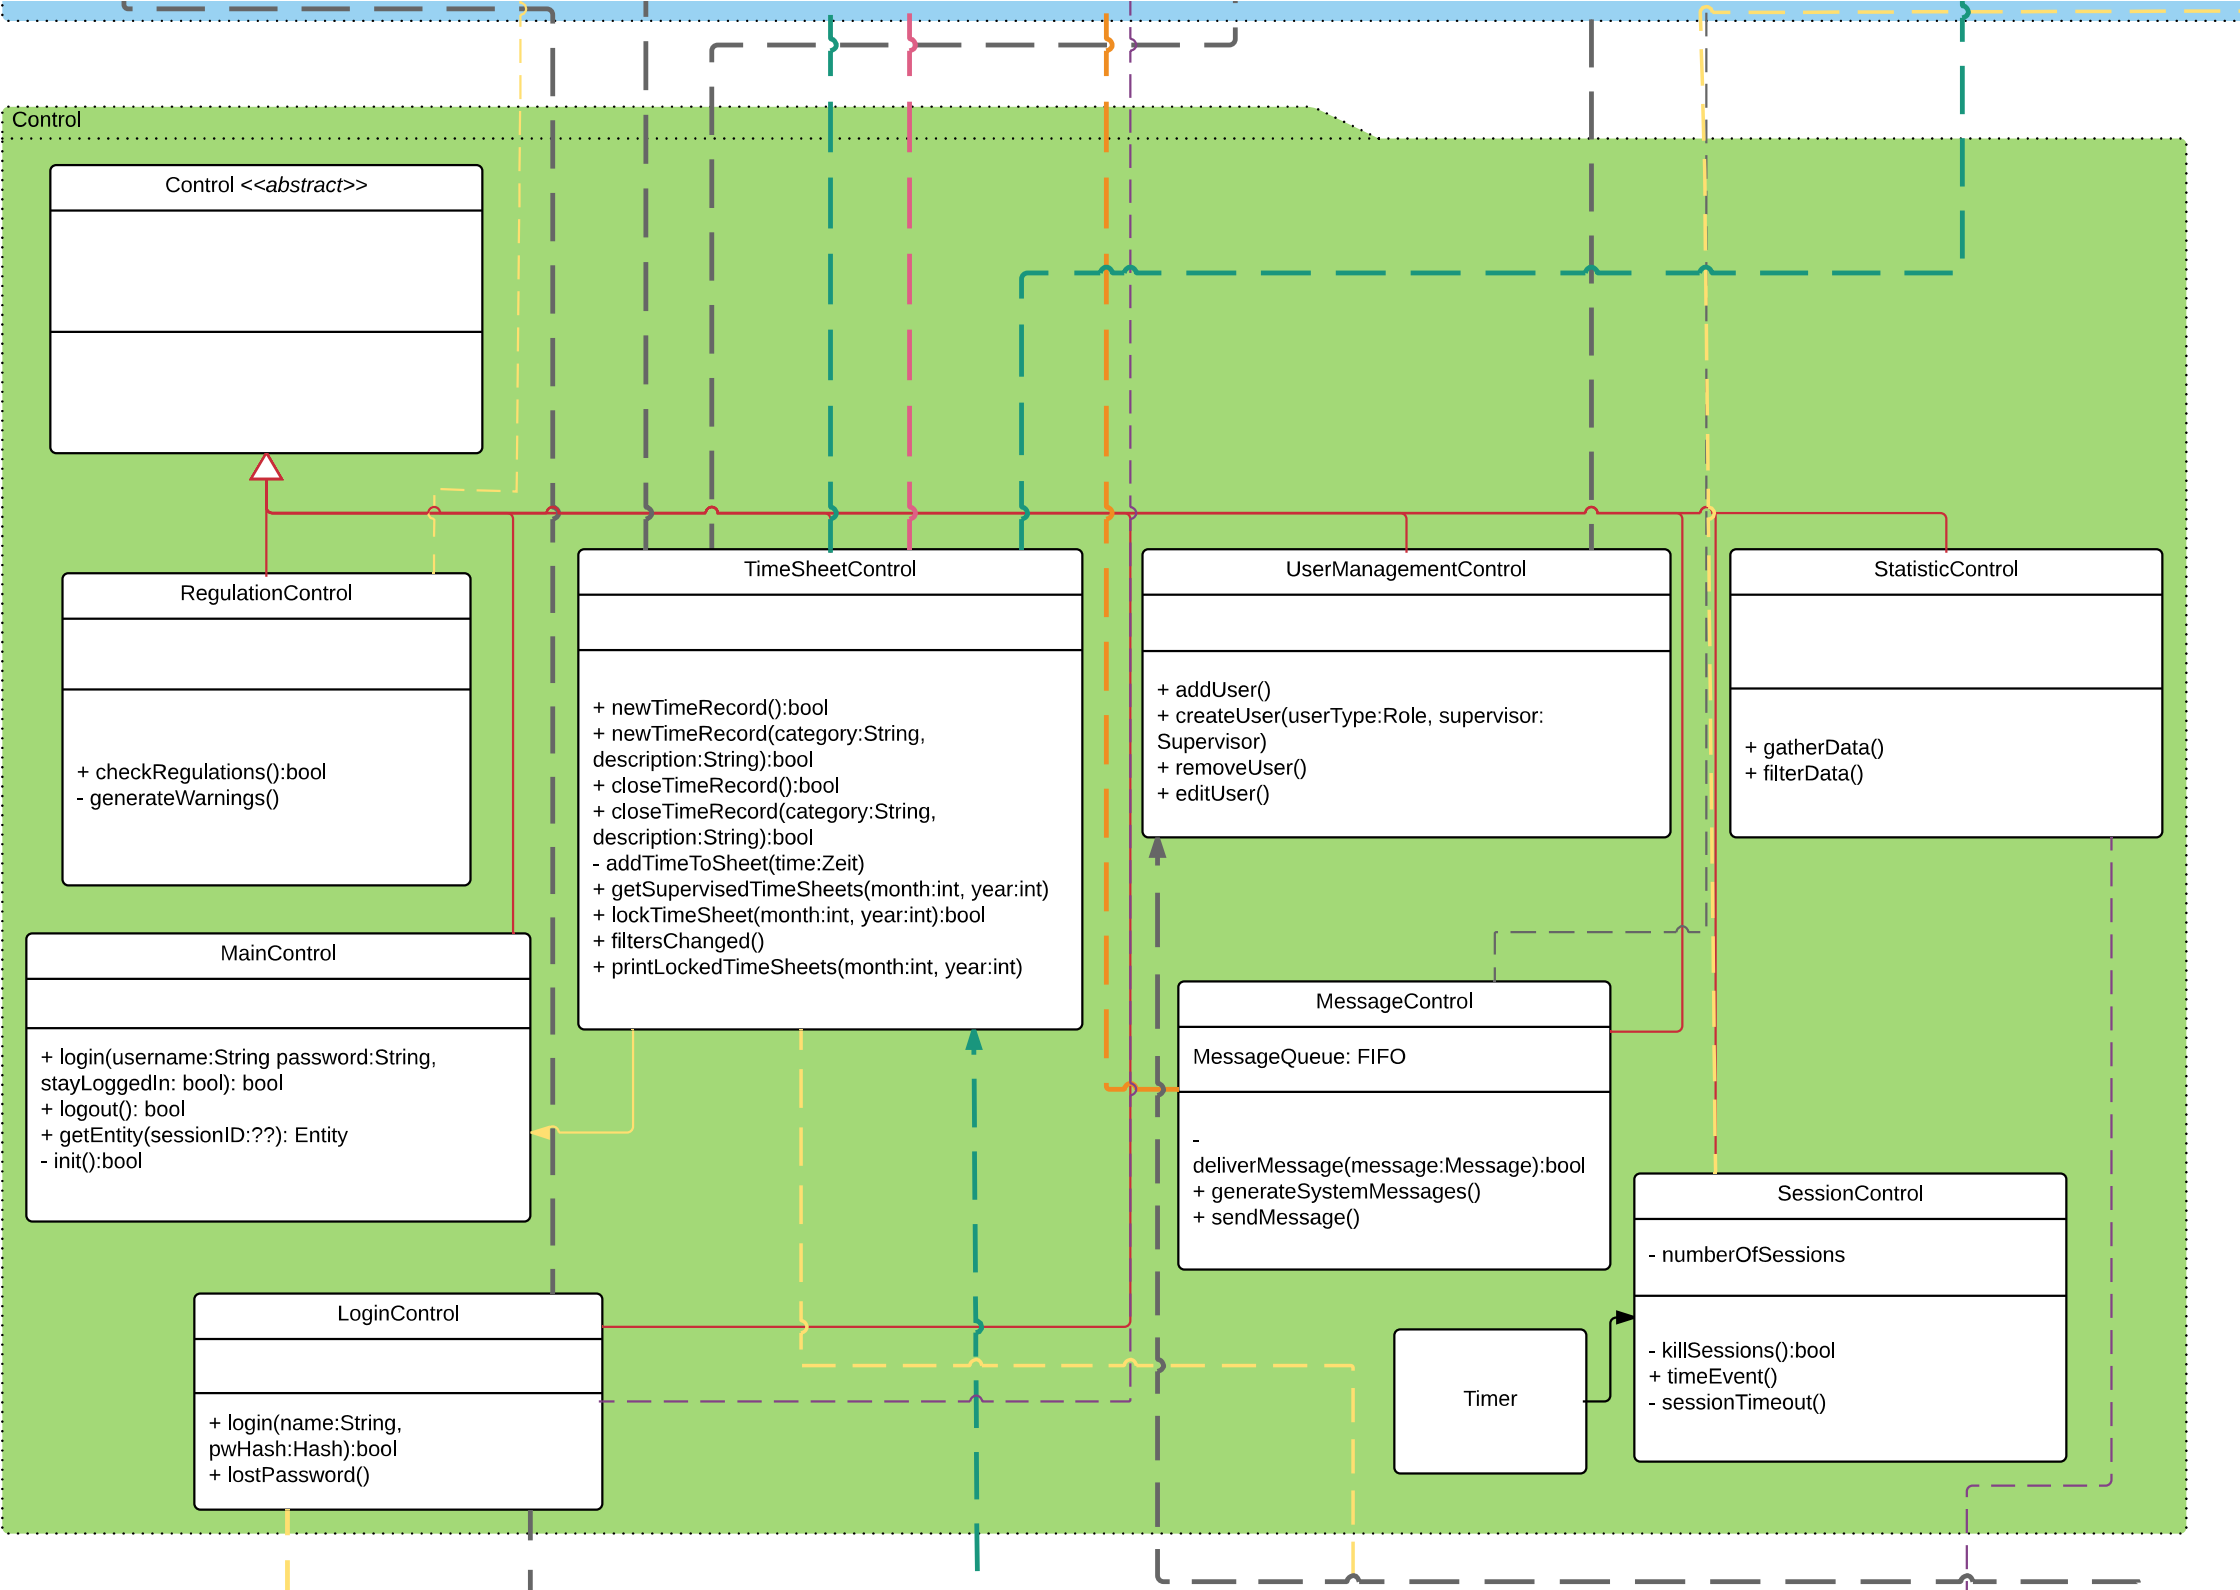 Control
Control <<abstract>>
RegulationControl
+ checkRegulations():bool
- generateWarnings()
TimeSheetControl
+ newTimeRecord():bool
+ newTimeRecord(category:String,
description:String):bool
+ closeTimeRecord():bool
+ closeTimeRecord(category:String,
description:String):bool
- addTimeToSheet(time:Zeit)
+ getSupervisedTimeSheets(month:int, year:int)
+ lockTimeSheet(month:int, year:int):bool
+ filtersChanged()
+ printLockedTimeSheets(month:int, year:int)
UserManagementControl
+ addUser()
+ createUser(userType:Role, supervisor:
Supervisor)
+ removeUser()
+ editUser()
StatisticControl
+ gatherData()
+ filterData()
MainControl
+ login(username:String password:String,
stayLoggedIn: bool): bool
+ logout(): bool
+ getEntity(sessionID:??): Entity
- init():bool
MessageControl
MessageQueue: FIFO
-
deliverMessage(message:Message):bool
+ generateSystemMessages()
+ sendMessage()
SessionControl
- numberOfSessions
- killSessions():bool
+ timeEvent()
- sessionTimeout()
LoginControl
+ login(name:String,
pwHash:Hash):bool
+ lostPassword()
Timer